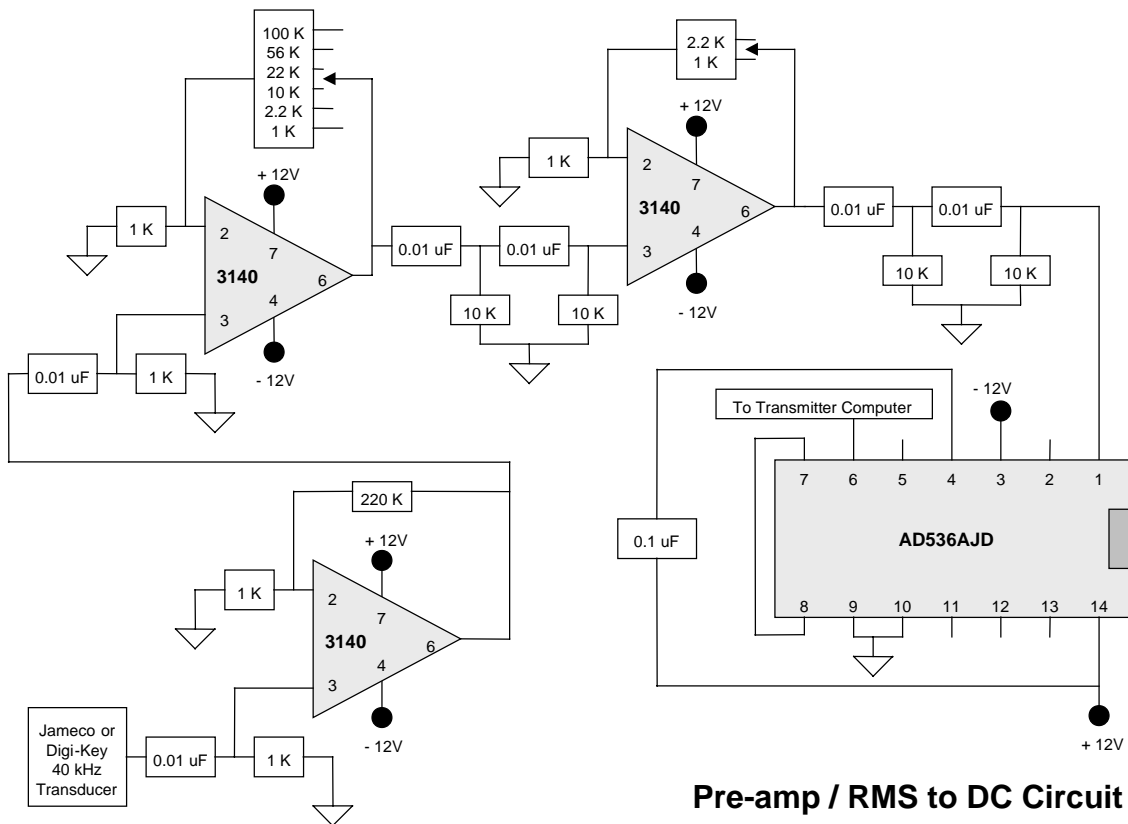 100 K
56 K
22 K
10 K
2.2 K
1 K
+ 12V
1 K
2
7
3140
6
4
3
- 12V
0.01 uF
1 K
0.01 uF
0.01 uF
10 K
10 K
2.2 K
1 K
+ 12V
1 K
2
7
3140
6
4
3
- 12V
0.01 uF
0.01 uF
10 K
10 K
220 K
+ 12V
1 K
2
7
3140
6
4
3
- 12V
Jameco or
Digi-Key
40 kHz
Transducer
0.01 uF
1 K
To Transmitter Computer
- 12V
7 6 5 4 3 2 1
0.1 uF
AD536AJD
8 9 10 11 12 13 14
+ 12V
Pre-amp / RMS to DC Circuit